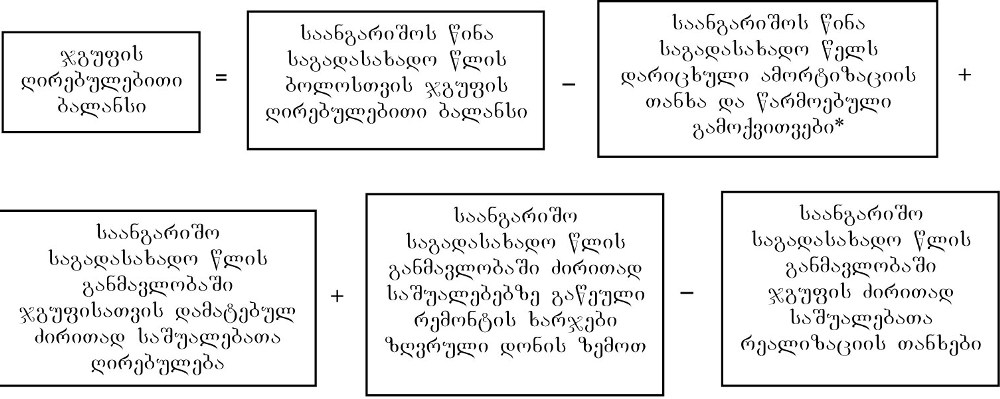 ჯგუფის
ღირებულებითი
ბალანსი
=
საანგარიშოს წინა
საგადასახადო წლის
ბოლოსთვის ჯგუფის
ღირებულებითი ბალანსი
–
საანგარიშოს წინა
საგადასახადო წელს
დარიცხული ამორტიზაციის
თანხა და წარმოებული
გამოქვითვები*
+
საანგარიშო
საგადასახადო წლის
განმავლობაში
ჯგუფისათვის დამატებულ
ძირითად საშუალებათა
ღირებულება
+
საანგარიშო
საგადასახადო წლის
განმავლობაში ძირითად
საშუალებებზე გაწეული
რემონტის ხარჯები
ზღვრული დონის ზემოთ
–
საანგარიშო
საგადასახადო წლის
განმავლობაში
ჯგუფის ძირითად
საშუალებათა
რეალიზაციის თანხები